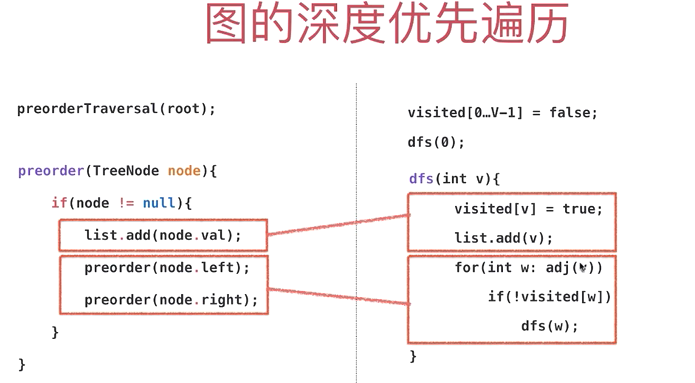 图的深度优先遍历
preorderTraversal(root);
preorder(TreeNode node){
if(node != null){
list.add(node.val);
preorder(node.left);
preorder(node.right);
}
}
visited[0…V-1] = false;
dfs(0);
dfs(int v){
visited[v] = true;
list.add(v);
for(int w: adj(v))
if(!visited[w])
dfs(w);
}